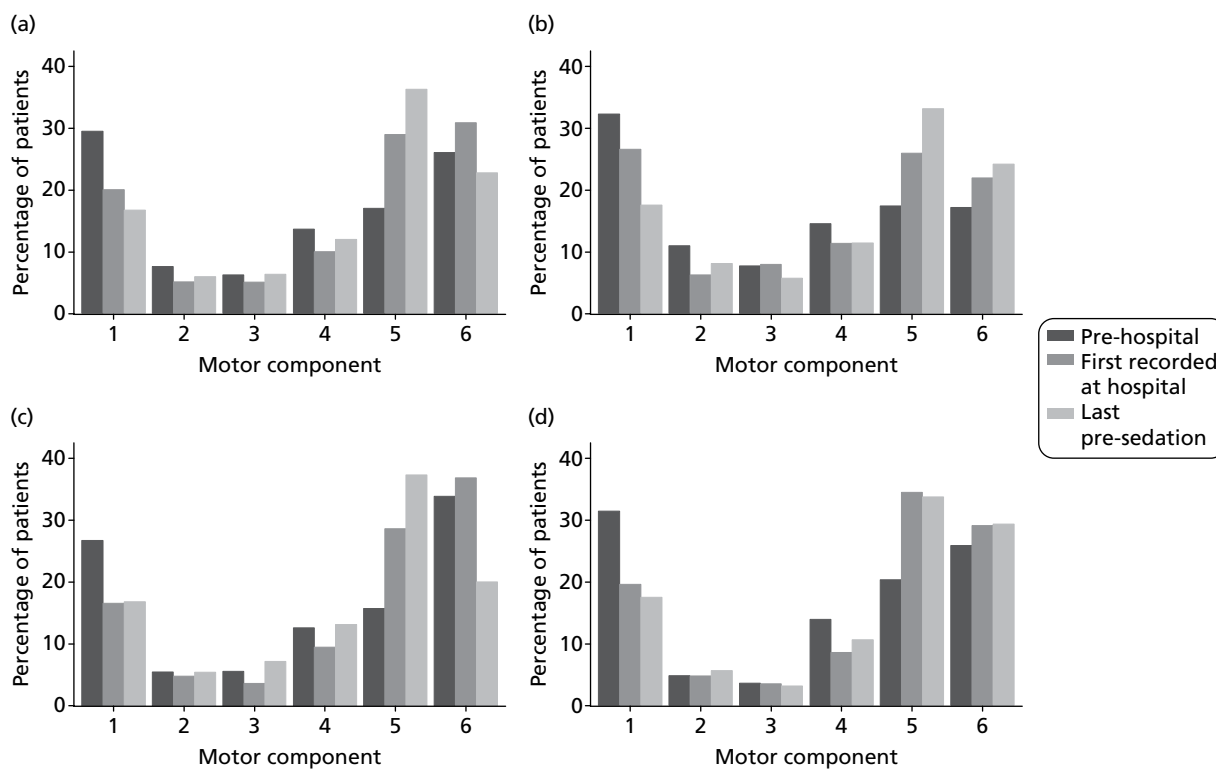 (a)
Percentage of patients
40
30
20
10
0
1 2 3 4 5 6
Motor component
(b)
Percentage of patients
40
30
20
10
0
1 2 3 4 5 6
Motor component
Pre-hospital
First recorded
at hospital
Last
pre-sedation
(c)
Percentage of patients
40
30
20
10
0
1 2 3 4 5 6
Motor component
(d)
Percentage of patients
40
30
20
10
0
1 2 3 4 5 6
Motor component